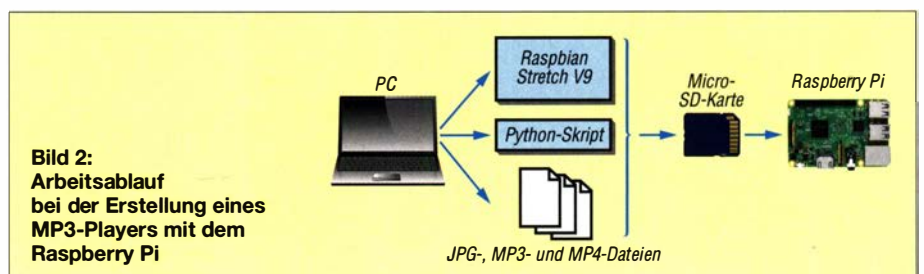 PC
Raspbian
Stretch V9
Python-Skript
JPG-, MP3- und MP4-Dateien
Micro-
SD-Karte
Raspberry Pi
Bild 2:
Arbeitsablauf
bei der Erstellung eines
MP3-Players mit dem
Raspberry Pi